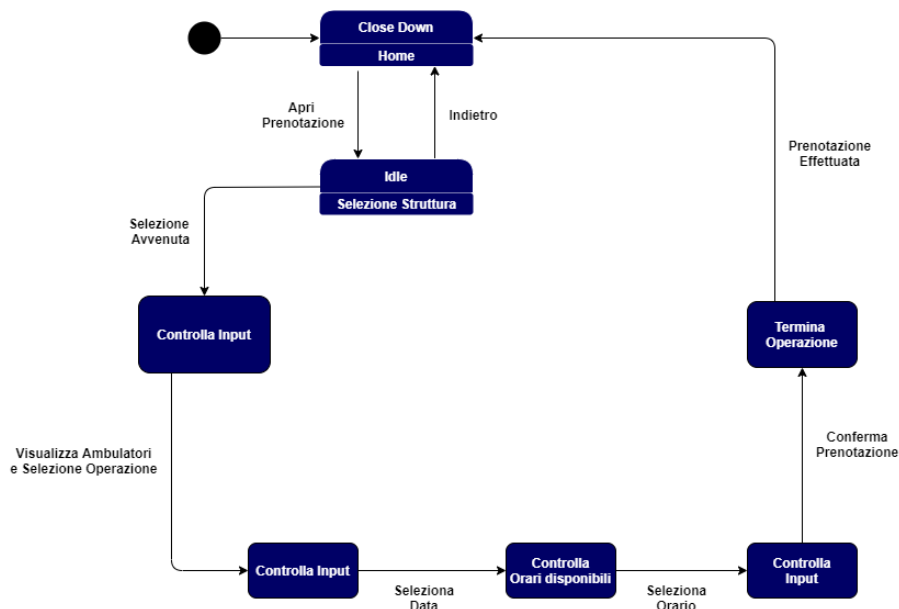 Close Down
Home
Apri
Prenotazione
Indietro
Prenotazione
Effettuata
Idle
Selezione Struttura
Selezione
Avvenuta
Controlla Input
Termina
Operazione
Visualizza Ambulatori
e Selezione Operazione
Conferma
Prenotazione
Controlla Input
Seleziona
Data
Controlla
Orari disponibili
Seleziona
Orario
Controlla
Input